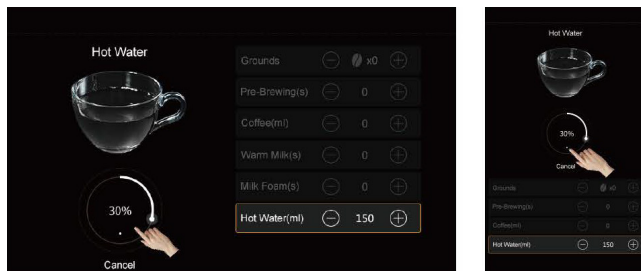 Hot Water
Grounds x0
Pre-Brewing(s) 0
Coffee(ml) 0
Warm Milk(s) 0
Milk Foam(s) 0
Hot Water(ml) 150
30%
Cancel
Hot Water
30%
Cancel
Grounds x0
Pre-Brewing(s) 0
Coffee(ml) 0
Hot Water(ml) 150